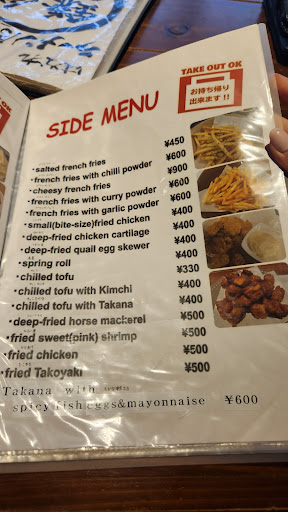 TAKE OUT OK
お持ち帰り
出来ます!!
SIDE MENU
・salted french fries ¥450
・french fries with chili powder ¥600
・cheesy french fries ¥900
・french fries with curry powder ¥600
・french fries with garlic powder ¥600
・small(bite-size)fried chicken ¥600
・deep-fried chicken cartilage ¥400
・deep-fried quail egg skewer ¥400
・spring roll ¥400
・chilled tofu ¥330
・chilled tofu with Kimchi ¥400
・chilled tofu with Takana ¥400
・deep-fried horse mackerel ¥500
・fried sweet(pink) shrimp ¥500
・fried chicken ¥500
・fried Takoyaki ¥500
Takana with
spicy fish eggs&mayonnaise ¥600